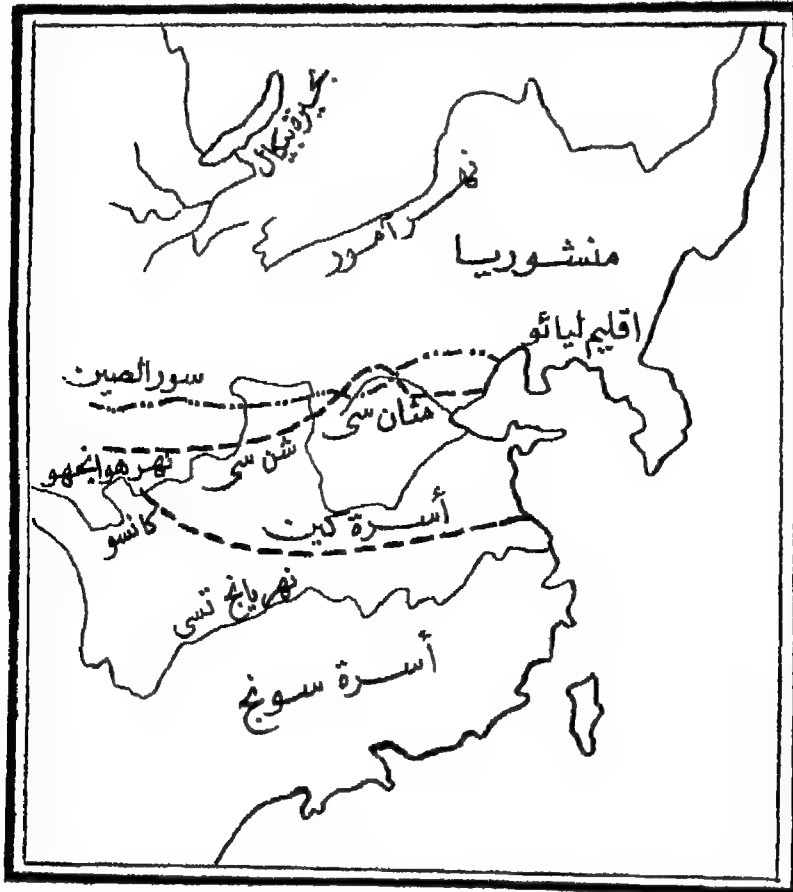 بحيرة بيكال
نهر آمور
منشوريا
اقليم ليائو
سور الصين
شان سى
شن سى
نهر هوانجهو
كانسو
أسرة كين
نهر يانج تسى
أسرة سونج